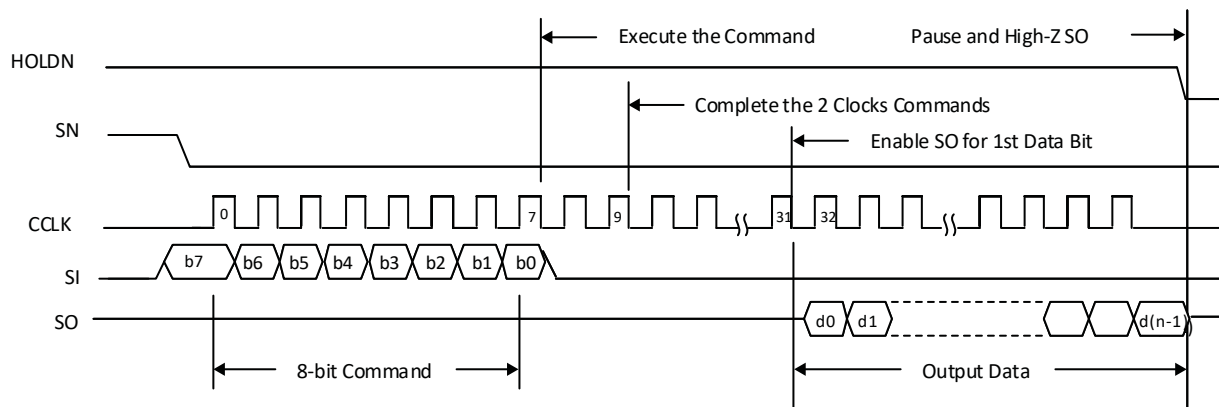 Execute the Command
Pause and High-Z SO
HOLDN
Complete the 2 Clocks Commands
SN
Enable SO for 1st Data Bit
CCLK
0
7
9
31
32
SI
b7
b6
b5
b4
b3
b2
b1
b0
SO
d0
d1
d(n-1)
8-bit Command
Output Data